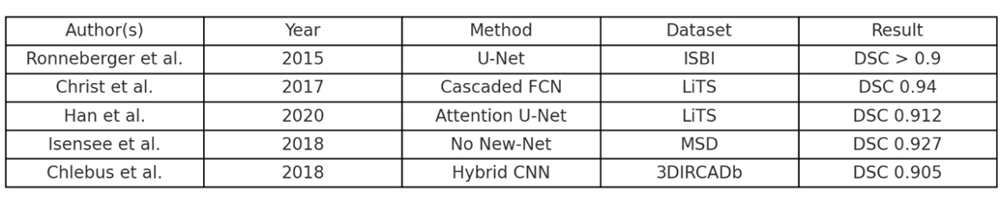 Author(s) Year Method Dataset Result
Ronneberger et al. 2015 U-Net ISBI DSC > 0.9
Christ et al. 2017 Cascaded FCN LiTS DSC 0.94
Han et al. 2020 Attention U-Net LiTS DSC 0.912
Isensee et al. 2018 No New-Net MSD DSC 0.927
Chlebus et al. 2018 Hybrid CNN 3DIRCADb DSC 0.905